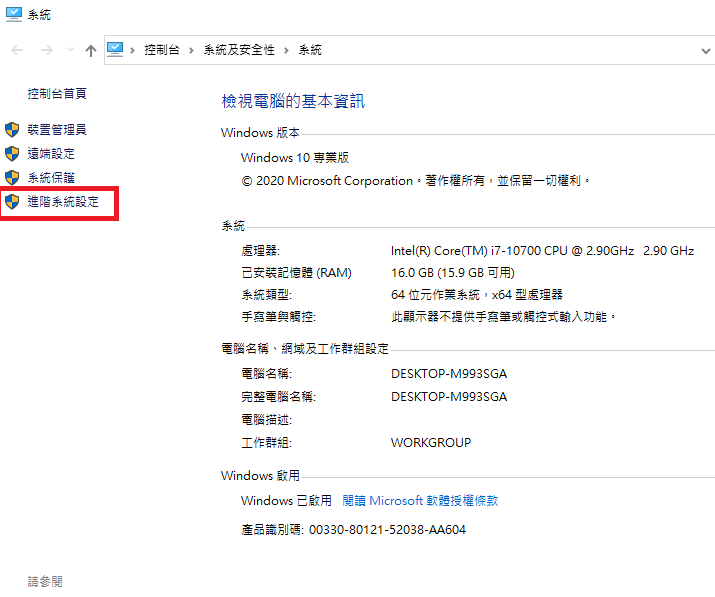 系統
控制台 › 系統及安全性 › 系統
控制台首頁
裝置管理員
遠端設定
系統保護
進階系統設定
檢視電腦的基本資訊
Windows 版本
Windows 10 專業版
© 2020 Microsoft Corporation。著作權所有，並保留一切權利。
系統
處理器: Intel(R) Core(TM) i7-10700 CPU @ 2.90GHz 2.90 GHz
已安裝記憶體 (RAM) 16.0 GB (15.9 GB 可用)
系統類型: 64 位元作業系統，x64 型處理器
手寫筆與觸控: 此顯示器不提供手寫筆或觸控式輸入功能。
電腦名稱、網域及工作群組設定
電腦名稱: DESKTOP-M993SGA
完整電腦名稱: DESKTOP-M993SGA
電腦描述:
工作群組: WORKGROUP
Windows 啟用
Windows 已啟用 閱讀 Microsoft 軟體授權條款
產品識別碼: 00330-80121-52038-AA604
請參閱